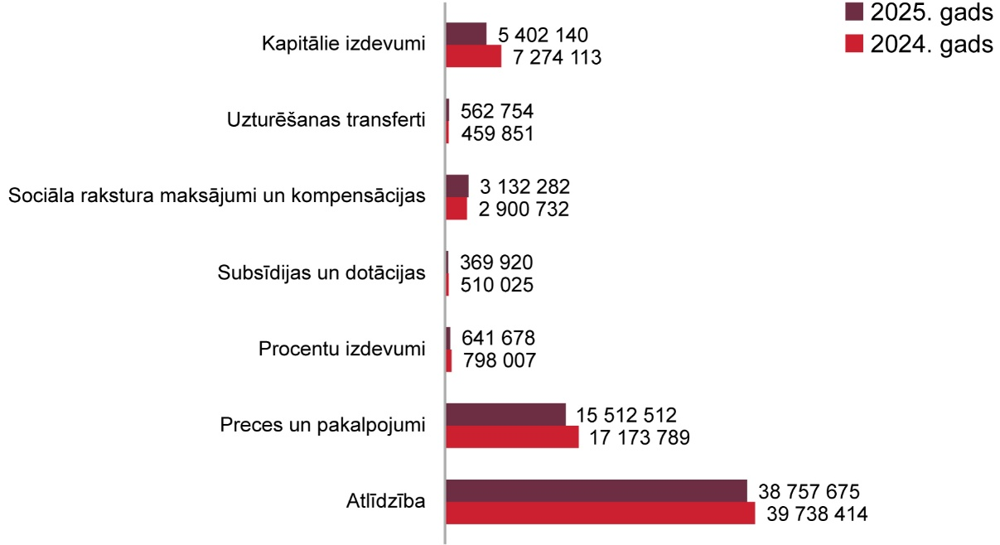 2025. gads
2024. gads
Kapitālie izdevumi
5 402 140
7 274 113
Uzturēšanas transferti
562 754
459 851
Sociāla rakstura maksājumi un kompensācijas
3 132 282
2 900 732
Subsīdijas un dotācijas
369 920
510 025
Procentu izdevumi
641 678
798 007
Preces un pakalpojumi
15 512 512
17 173 789
Atlīdzība
38 757 675
39 738 414